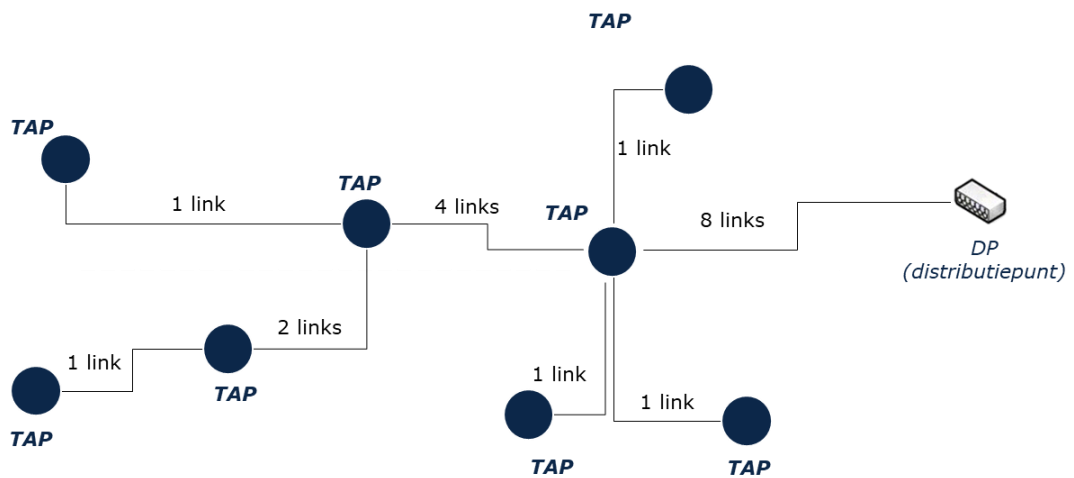 TAP
TAP
1 link
TAP
1 link
TAP
4 links
TAP
8 links
DP
(distributiepunt)
2 links
1 link
TAP
1 link
1 link
TAP
TAP
TAP